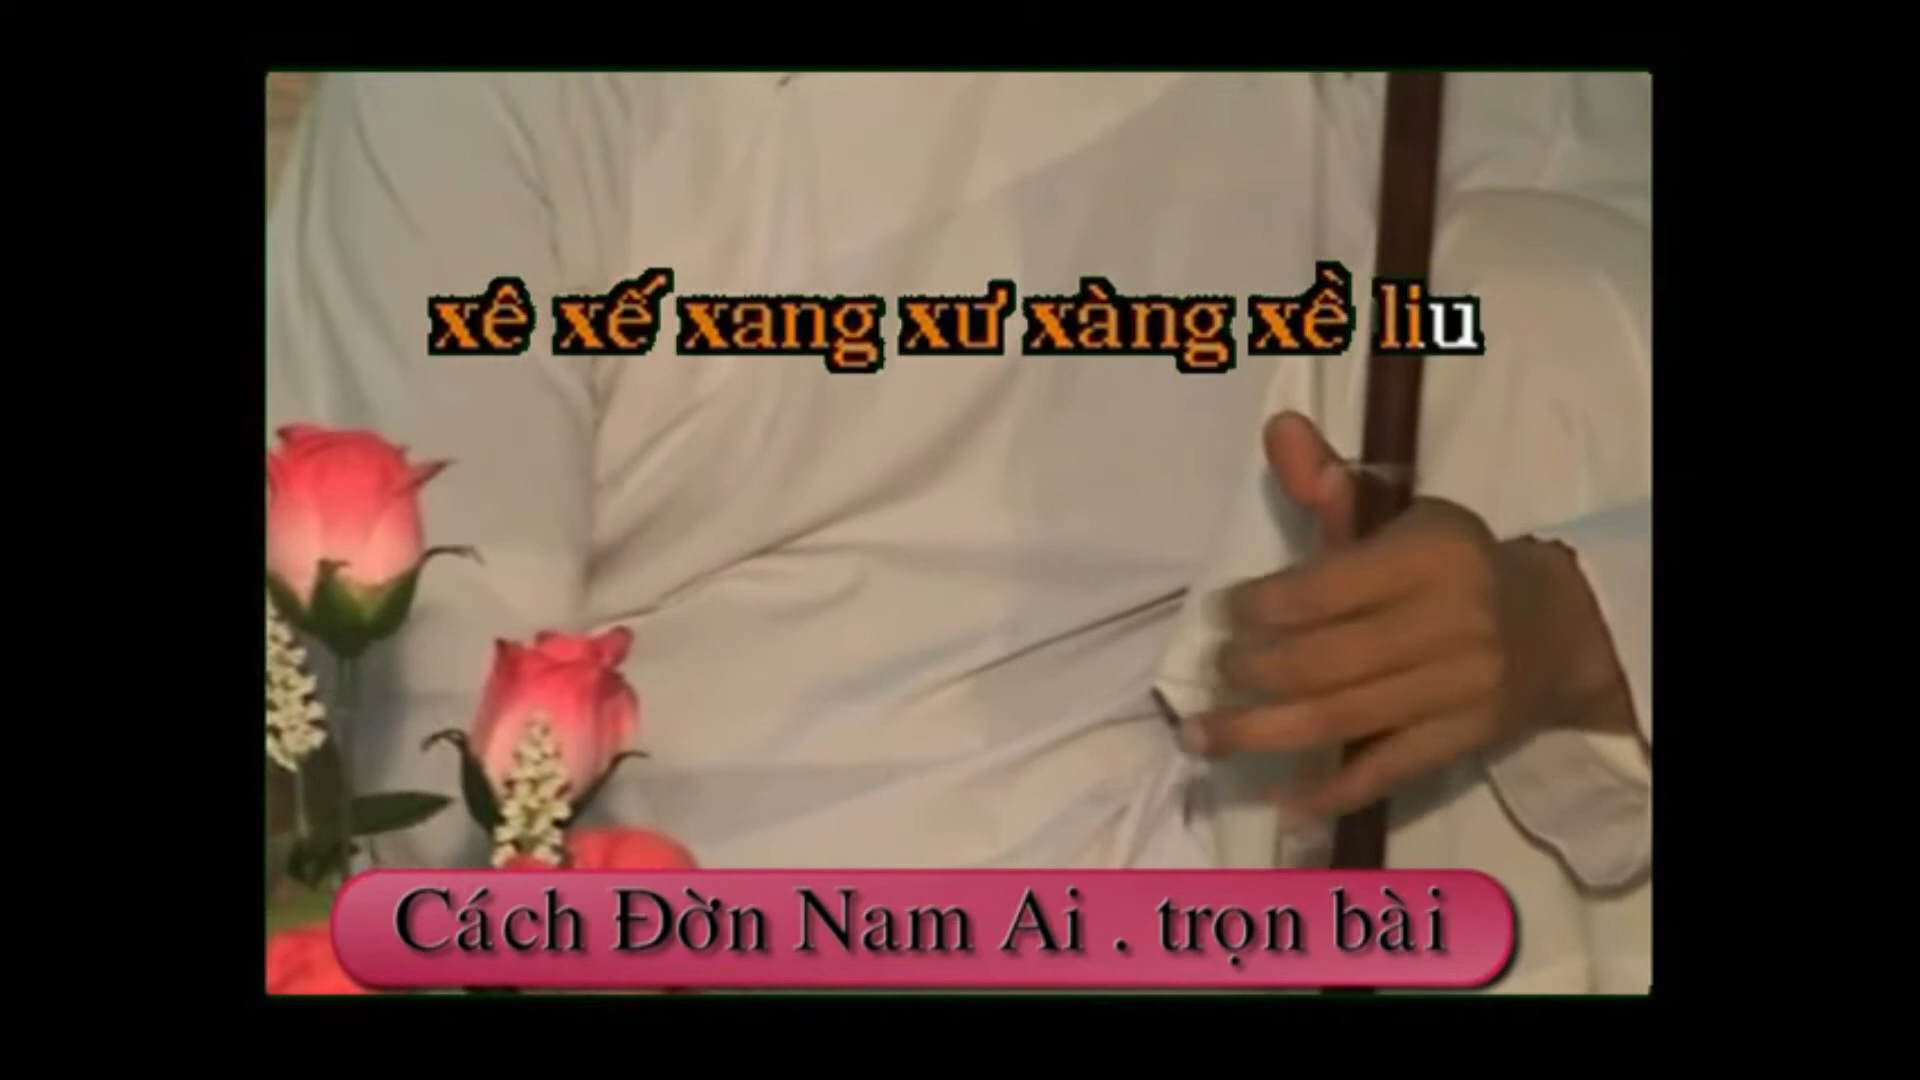 xê xế xang xư xàng xề liu
Cách Đờn Nam Ai . trọn bài